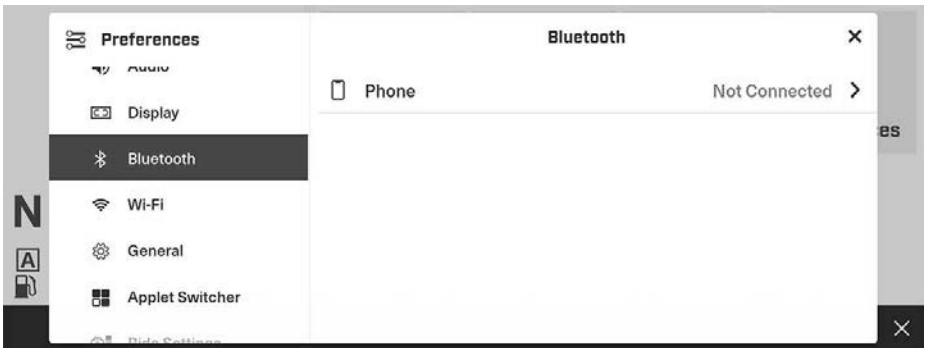 Preferences
Audio
Display
Bluetooth
Wi-Fi
General
Applet Switcher
Ride Settings
Bluetooth
Phone Not Connected
es
N
A